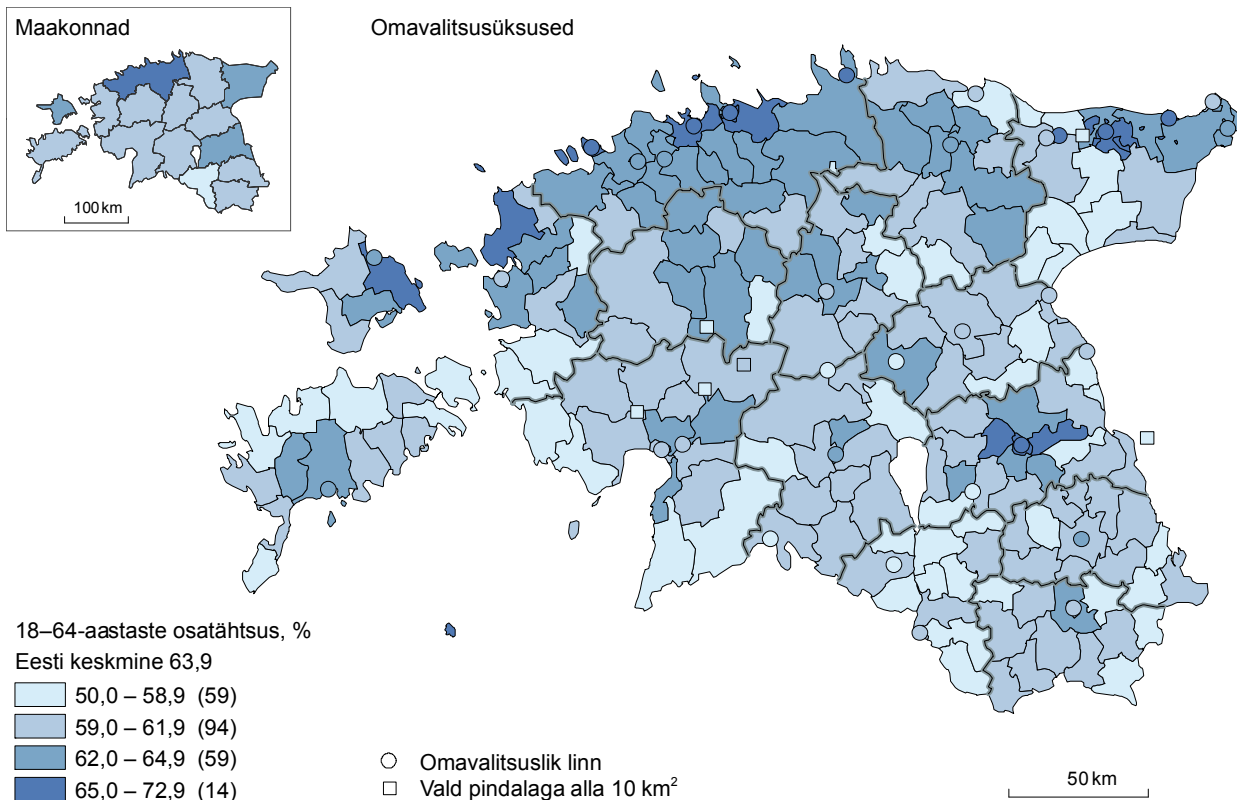 Maakonnad
100 km
Omavalitsusüksused
18–64-aastaste osatähtsus, %
Eesti keskmine 63,9
50,0 – 58,9 (59)
59,0 – 61,9 (94)
62,0 – 64,9 (59)
65,0 – 72,9 (14)
Omavalitsuslik linn
Vald pindalaga alla 10 km²
50 km